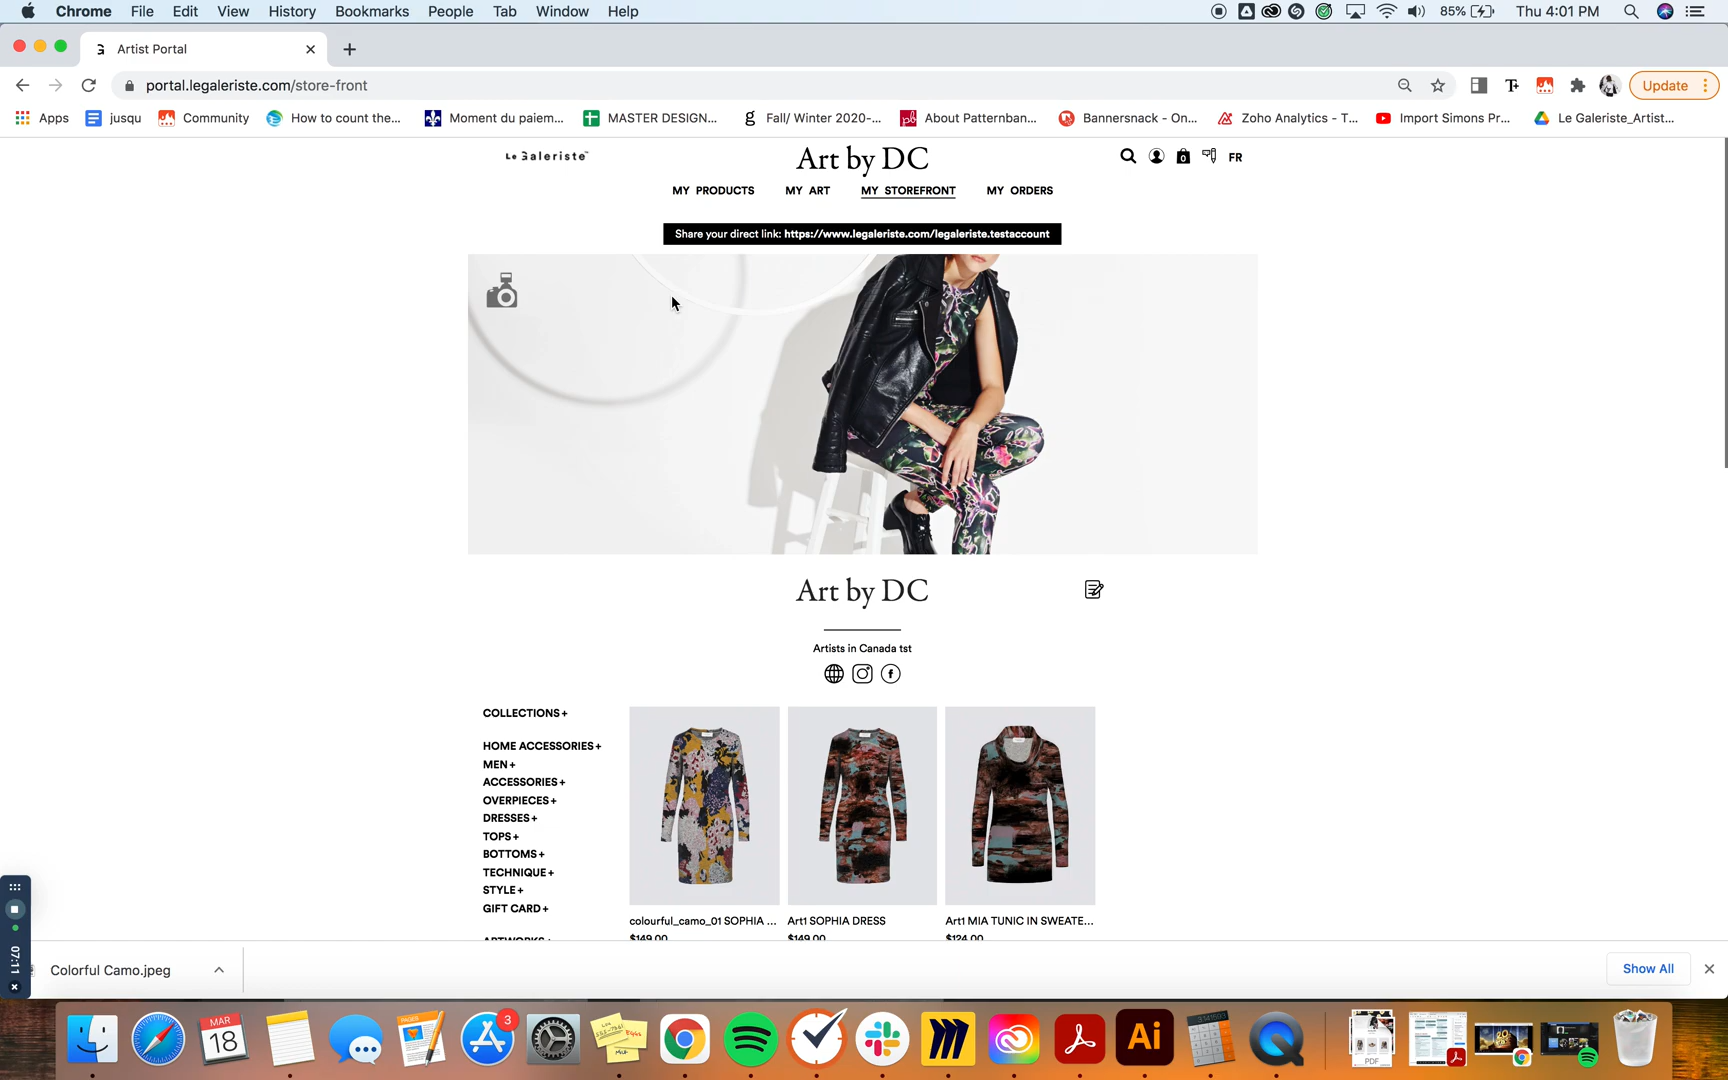 Chrome File Edit View History Bookmarks People Tab Window Help 85% Thu 4:01 PM
Artist Portal
portal.legaleriste.com/store-front Update
Apps jusqu Community How to count the... Moment du paiem... MASTER DESIGN... Fall/ Winter 2020-... About Patternban... Bannersnack - On... Zoho Analytics - T... Import Simons Pr... Le Galeriste_Artist...
Le Galeriste Art by DC 0 FR
MY PRODUCTS MY ART MY STOREFRONT MY ORDERS
Share your direct link: https://www.legaleriste.com/legaleriste.testaccount
Art by DC
Artists in Canada tst
COLLECTIONS+
HOME ACCESSORIES+
MEN+
ACCESSORIES+
OVERPIECES+
DRESSES+
TOPS+
BOTTOMS+
TECHNIQUE+
STYLE+
GIFT CARD+
ARTWORKS+
colourful_camo_01 SOPHIA ... Art1 SOPHIA DRESS Art1 MIA TUNIC IN SWEATE...
$149.00 $149.00 $124.00
07:11
Colorful Camo.jpeg Show All
MAR
18
3
PDF
Ai